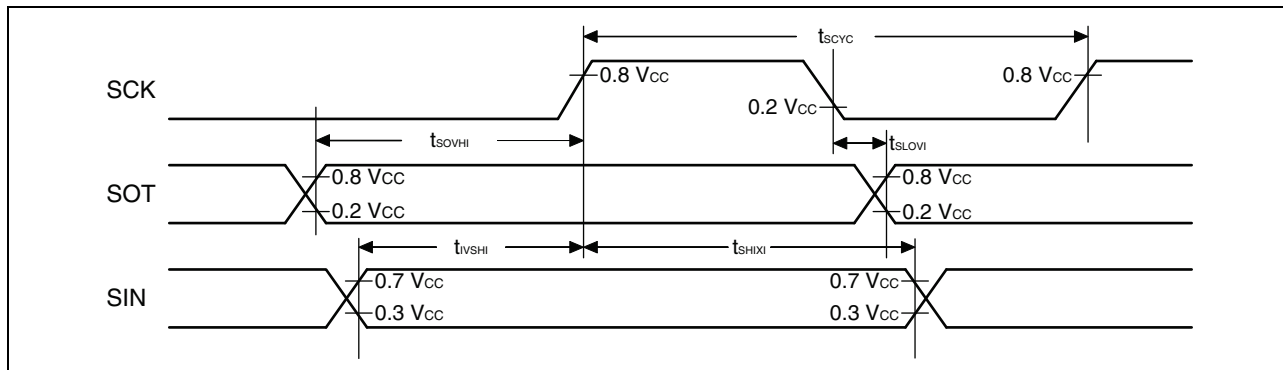 tSCYC
SCK
0.8 VCC
0.8 VCC
0.2 VCC
tSOVHI
tSLOVI
SOT
0.8 VCC
0.8 VCC
0.2 VCC
0.2 VCC
tIVSHI
tSHIXI
SIN
0.7 VCC
0.7 VCC
0.3 VCC
0.3 VCC